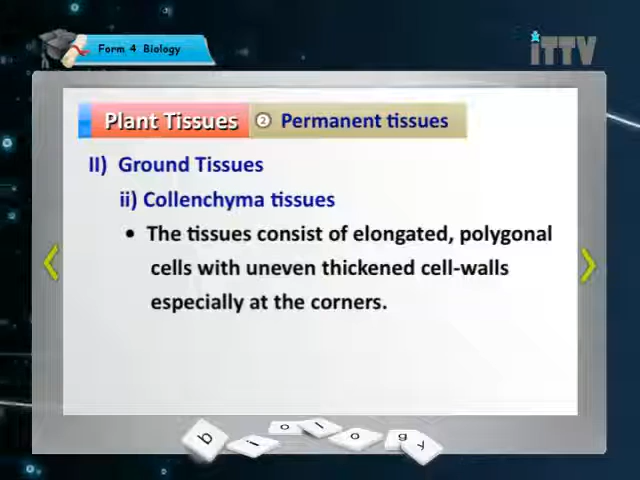 Form 4 Biology
iTTV
Plant Tissues 2 Permanent tissues
II) Ground Tissues
ii) Collenchyma tissues
• The tissues consist of elongated, polygonal
cells with uneven thickened cell-walls
especially at the corners.
b i o l o g y